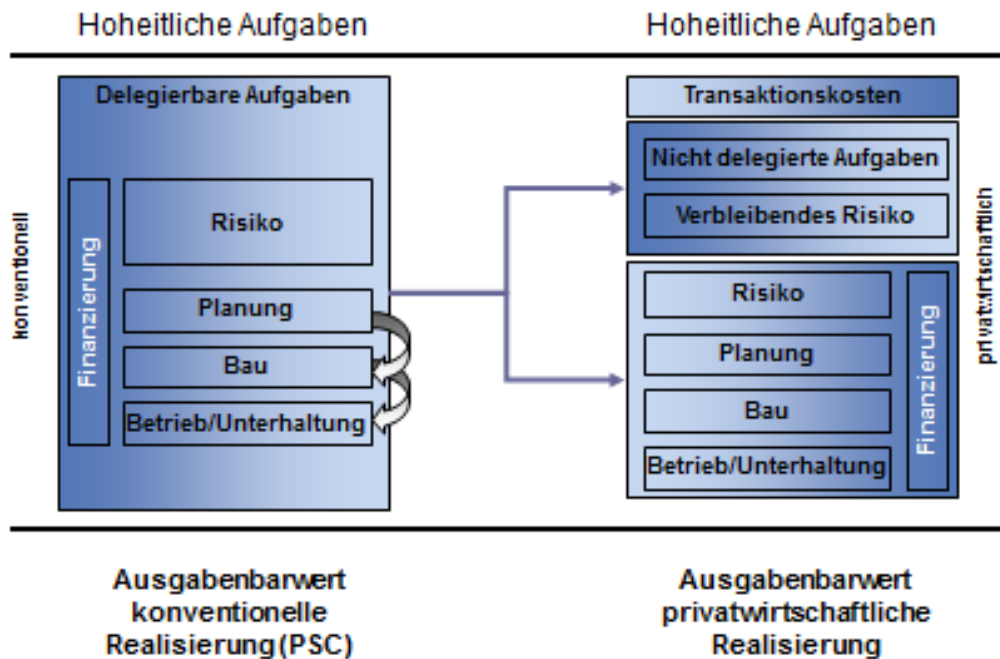 Hoheitliche Aufgaben
Hoheitliche Aufgaben
konventionell
Delegierbare Aufgaben
Finanzierung
Risiko
Planung
Bau
Betrieb/Unterhaltung
Transaktionskosten
Nicht delegierte Aufgaben
Verbleibendes Risiko
Risiko
Planung
Bau
Betrieb/Unterhaltung
Finanzierung
privatwirtschaftlich
Ausgabenbarwert
konventionelle
Realisierung (PSC)
Ausgabenbarwert
privatwirtschaftliche
Realisierung